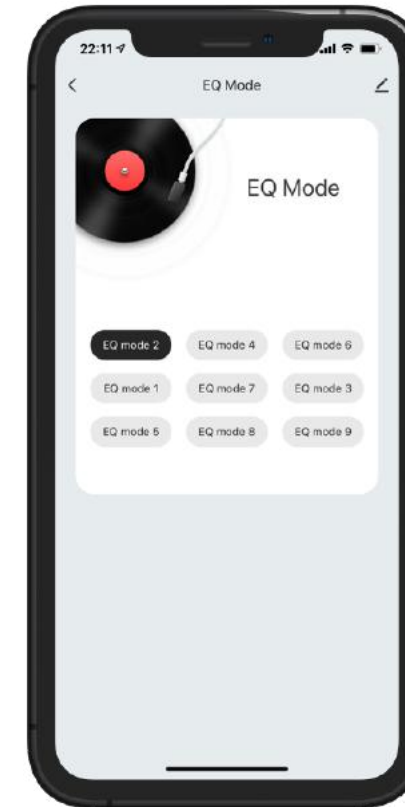 22:11
EQ Mode
EQ Mode
EQ mode 2 EQ mode 4 EQ mode 6
EQ mode 1 EQ mode 7 EQ mode 3
EQ mode 5 EQ mode 8 EQ mode 9